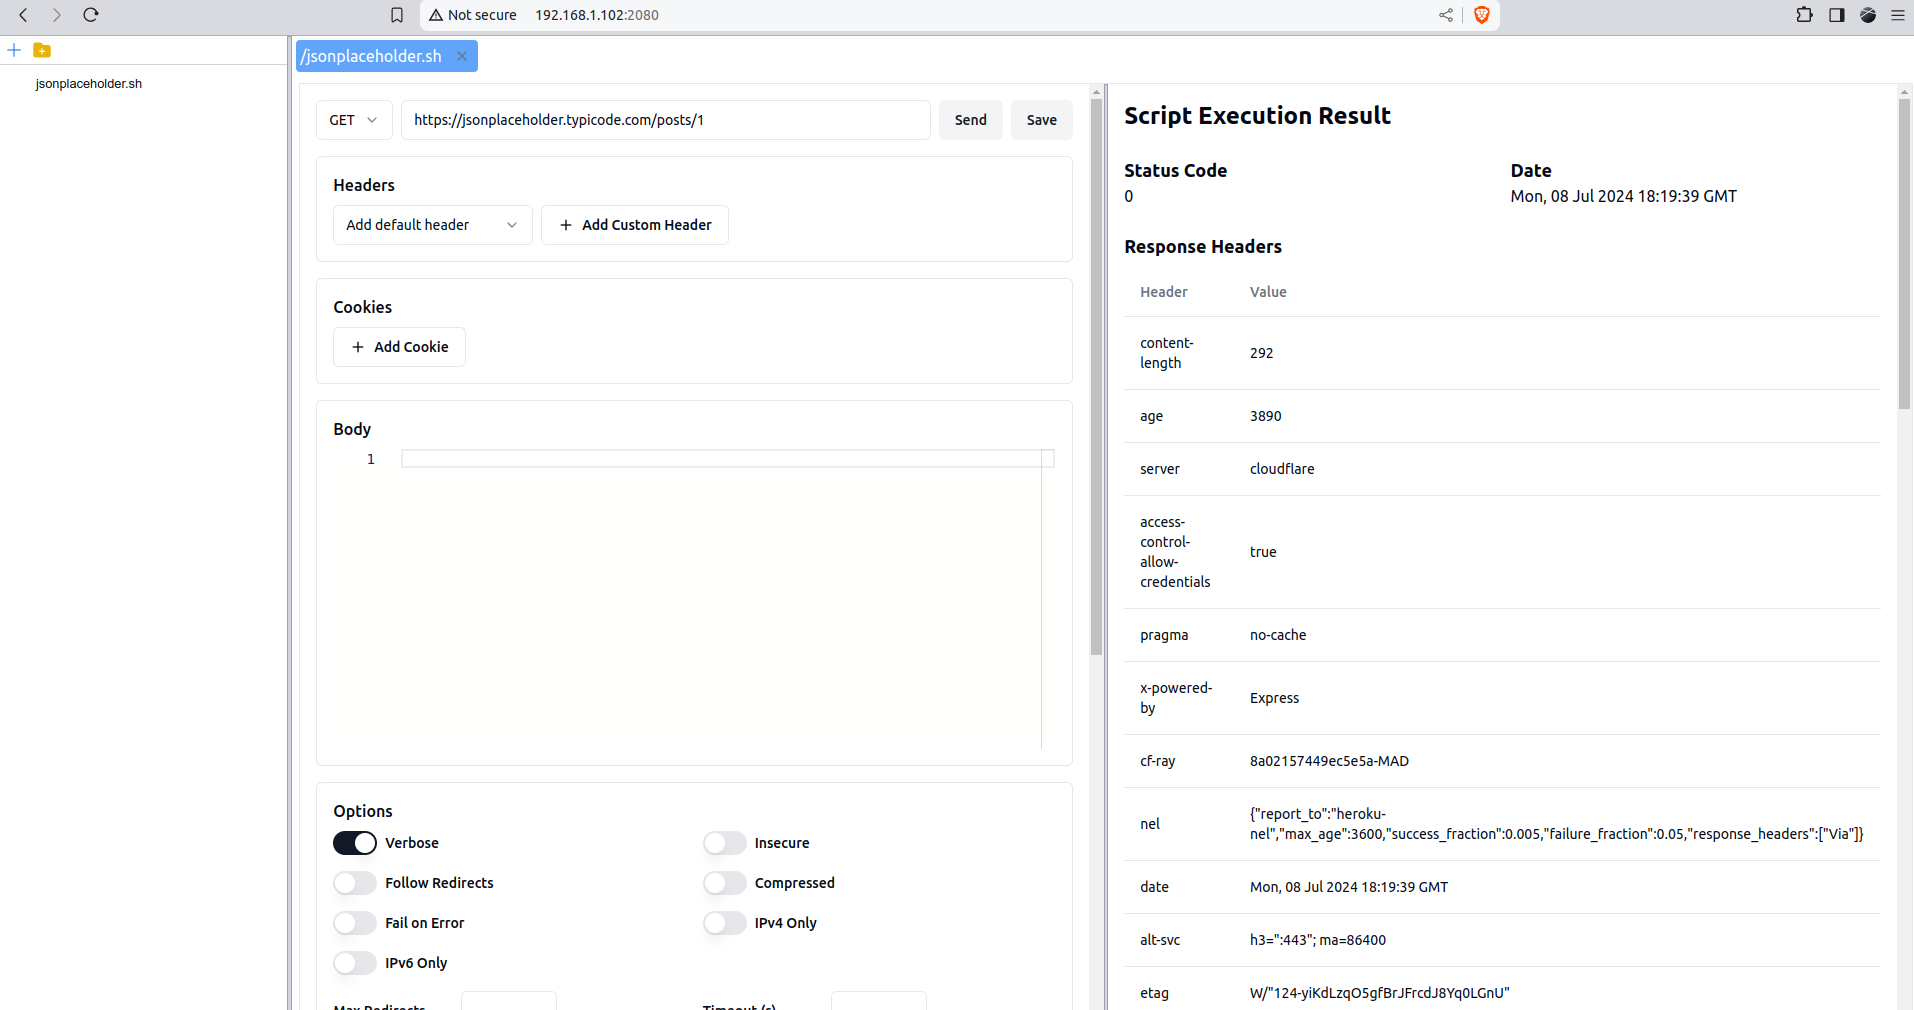 Not secure 192.168.1.102:2080
jsonplaceholder.sh
/jsonplaceholder.sh
GET https://jsonplaceholder.typicode.com/posts/1 Send Save
Headers
Add default header Add Custom Header
Cookies
Add Cookie
Body
1
Options
Verbose Insecure
Follow Redirects Compressed
Fail on Error IPv4 Only
IPv6 Only
Max Redirects Timeout (s)
Script Execution Result
Status Code Date
0 Mon, 08 Jul 2024 18:19:39 GMT
Response Headers
Header Value
content-
length 292
age 3890
server cloudflare
access-
control-
allow-
credentials true
pragma no-cache
x-powered-
by Express
cf-ray 8a02157449ec5e5a-MAD
nel {"report_to":"heroku-
nel","max_age":3600,"success_fraction":0.005,"failure_fraction":0.05,"response_headers":["Via"]}
date Mon, 08 Jul 2024 18:19:39 GMT
alt-svc h3=":443"; ma=86400
etag W/"124-yiKdLzqO5gfBrJFrcdJ8Yq0LGnU"